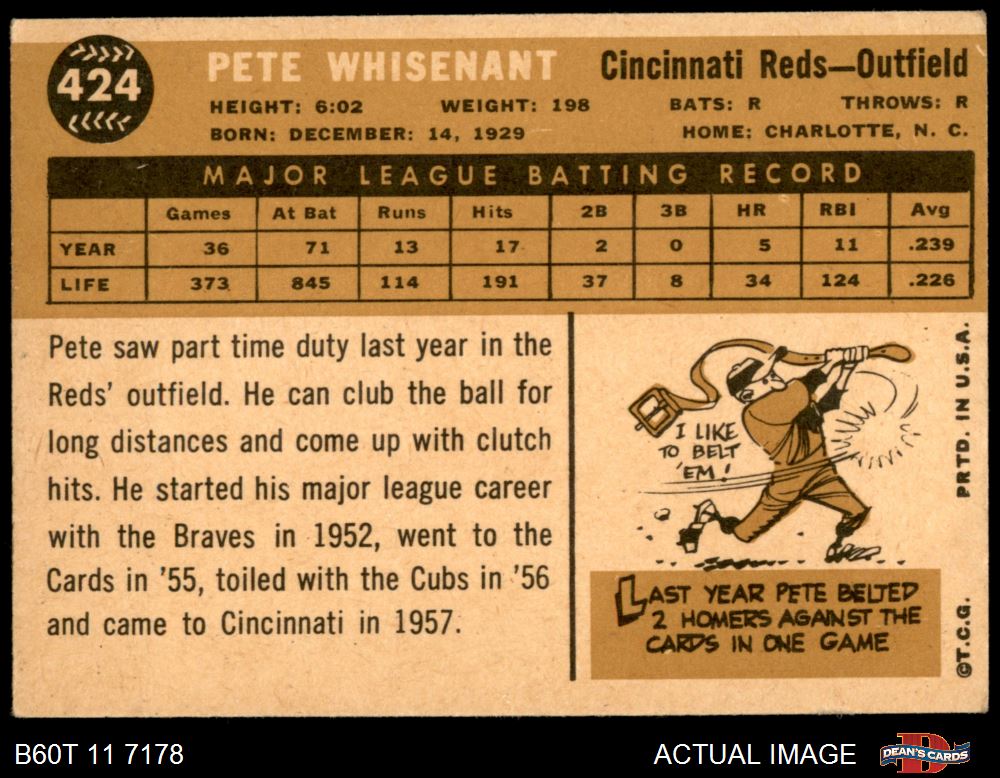 424
PETE WHISENANT Cincinnati Reds—Outfield
HEIGHT: 6:02 WEIGHT: 198 BATS: R THROWS: R
BORN: DECEMBER: 14, 1929 HOME: CHARLOTTE, N. C.
MAJOR LEAGUE BATTING RECORD
Games At Bat Runs Hits 2B 3B HR RBI Avg
YEAR 36 71 13 17 2 0 5 11 .239
LIFE 373 845 114 191 37 8 34 124 .226
Pete saw part time duty last year in the
Reds' outfield. He can club the ball for
long distances and come up with clutch
hits. He started his major league career
with the Braves in 1952, went to the
Cards in '55, toiled with the Cubs in '56
and came to Cincinnati in 1957.
I LIKE
TO BELT
'EM!
LAST YEAR PETE BELTED
2 HOMERS AGAINST THE
CARDS IN ONE GAME
PRTD. IN U.S.A.
©T.C.G.
B60T 11 7178
ACTUAL IMAGE
D
DEAN'S CARDS